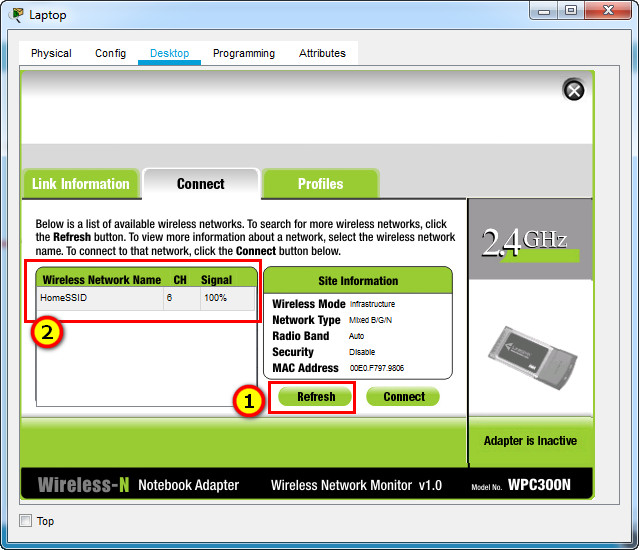 Laptop
Physical Config Desktop Programming Attributes
Link Information Connect Profiles
Below is a list of available wireless networks. To search for more wireless networks, click
the Refresh button. To view more information about a network, select the wireless network
name. To connect to that network, click the Connect button below.
2.4GHz
Wireless Network Name CH Signal
HomeSSID 6 100%
Site Information
Wireless Mode Infrastructure
Network Type Mixed B/G/N
Radio Band Auto
Security Disable
MAC Address 00E0.F797.9806
2
1
Refresh Connect
Adapter is Inactive
Wireless-N Notebook Adapter Wireless Network Monitor v1.0 Model No. WPC300N
Top